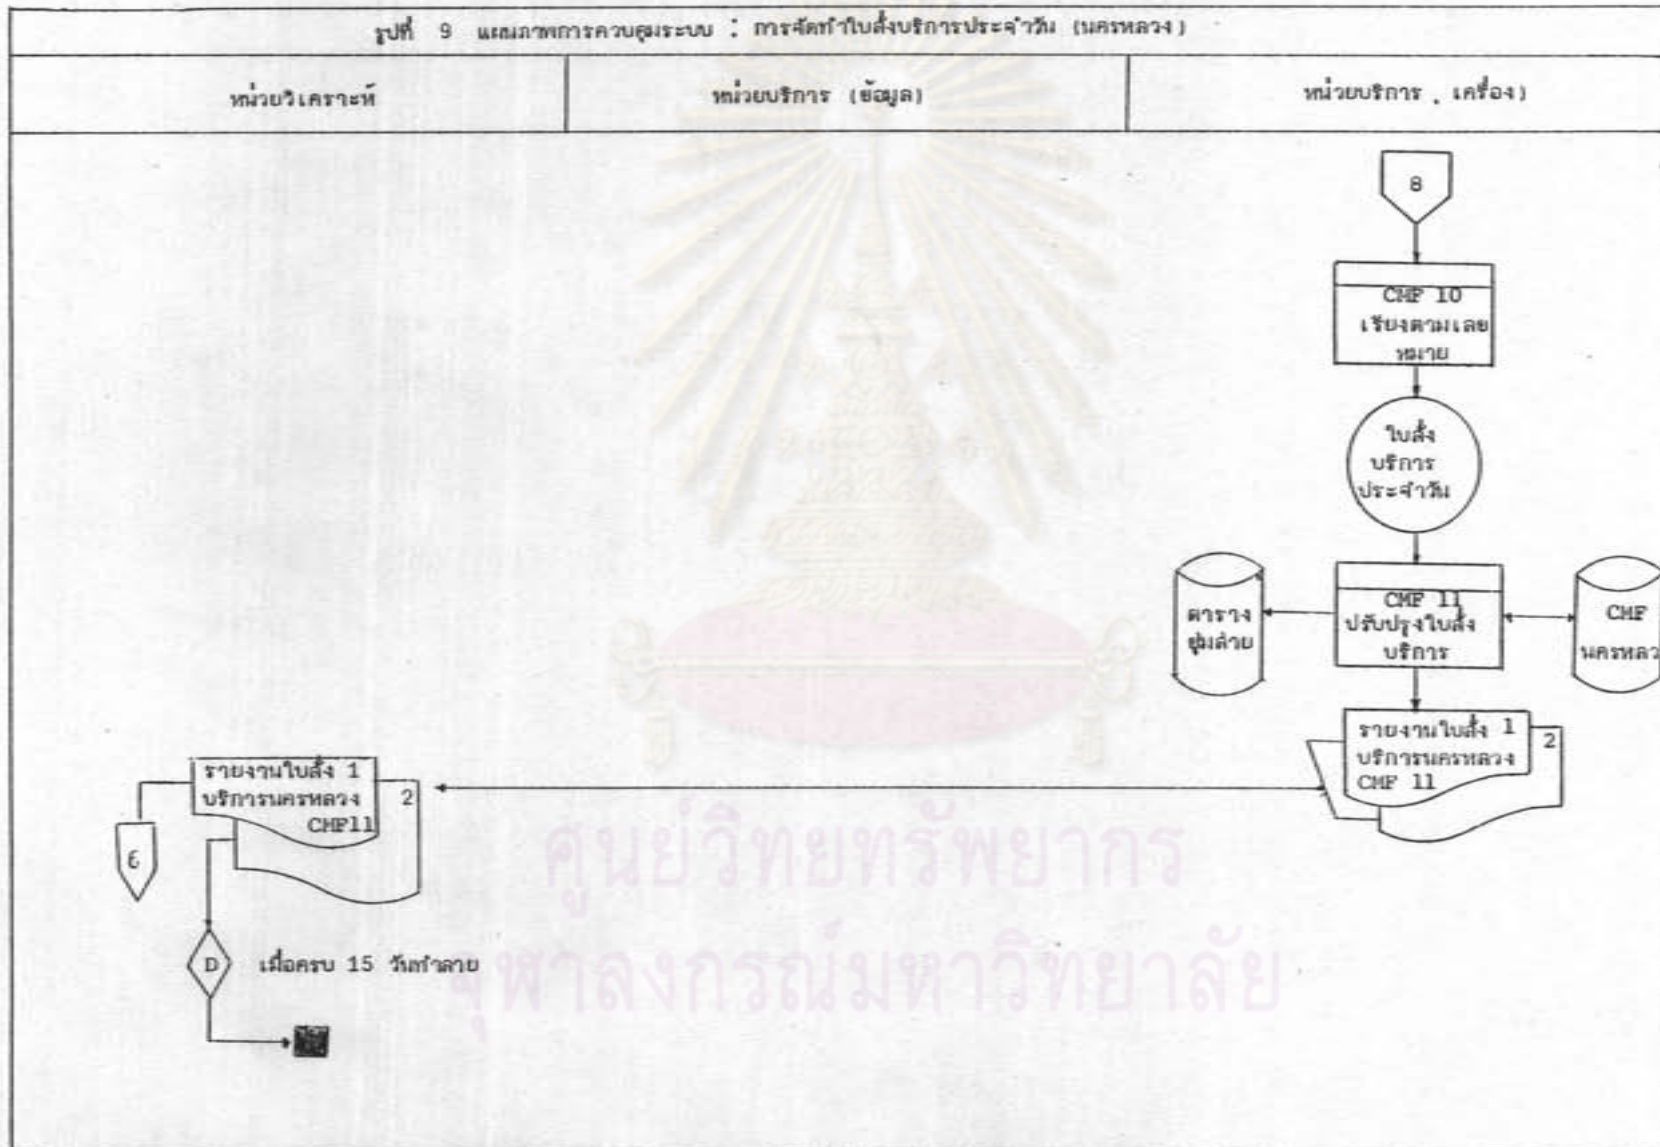 รูปที่ 9 แผนภาพการควบคุมระบบ : การจัดทำใบสั่งบริการประจำวัน (นครหลวง)
หน่วยวิเคราะห์
หน่วยบริการ (ข้อมูล)
หน่วยบริการ . เครื่อง)
8
CMF 10
เรียงตามเลข
หมาย
ใบสั่ง
บริการ
ประจำวัน
ตาราง
ชุมสาย
CMF 11
ปรับปรุงใบสั่ง
บริการ
CMF
นครหลว
รายงานใบสั่ง 1
2
บริการนครหลวง
CMF 11
รายงานใบสั่ง 1
บริการนครหลวง 2
CMF11
6
D เมื่อครบ 15 วันทำลาย
ศูนย์วิทยทรัพยากร
จุฬาลงกรณ์มหาวิทยาลัย